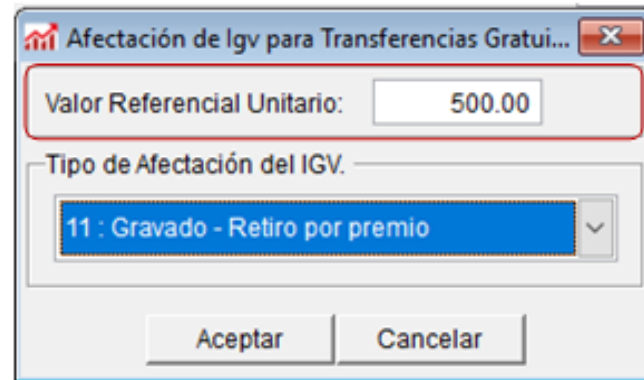 Afectación de Igv para Transferencias Gratui...
Valor Referencial Unitario: 500.00
Tipo de Afectación del IGV.
11 : Gravado - Retiro por premio
Aceptar Cancelar